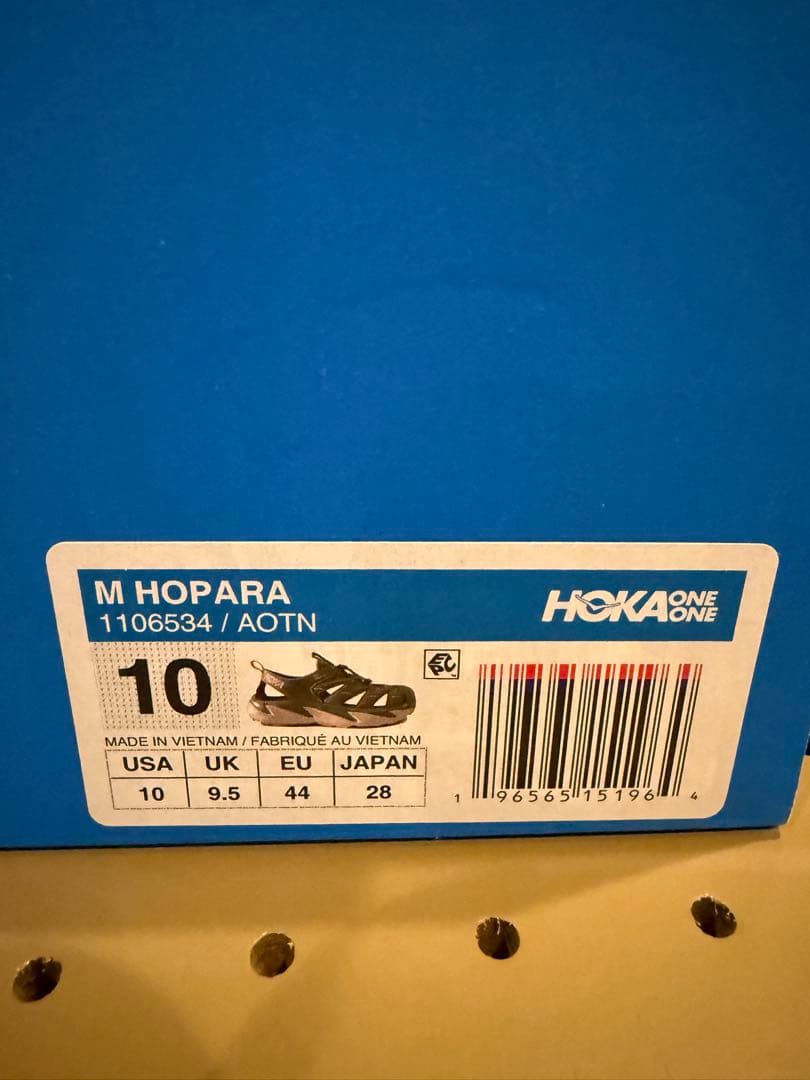 M HOPARA
1106534 / AOTN
HOKA ONE ONE
10
EPC
MADE IN VIETNAM / FABRIQUÉ AU VIETNAM
USA UK EU JAPAN
10 9.5 44 28
1 96565 15196 4